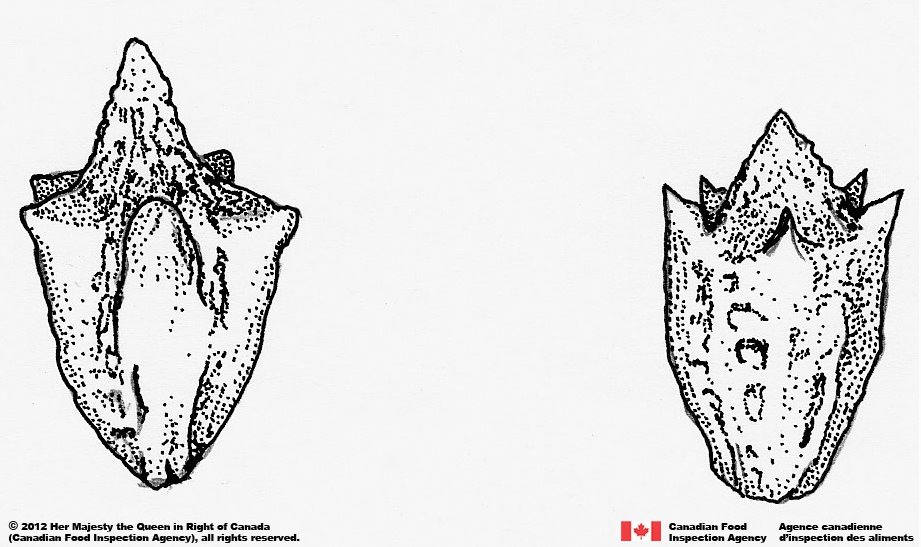 © 2012 Her Majesty the Queen in Right of Canada
(Canadian Food Inspection Agency), all rights reserved.
Canadian Food
Inspection Agency
Agence canadienne
d'inspection des aliments